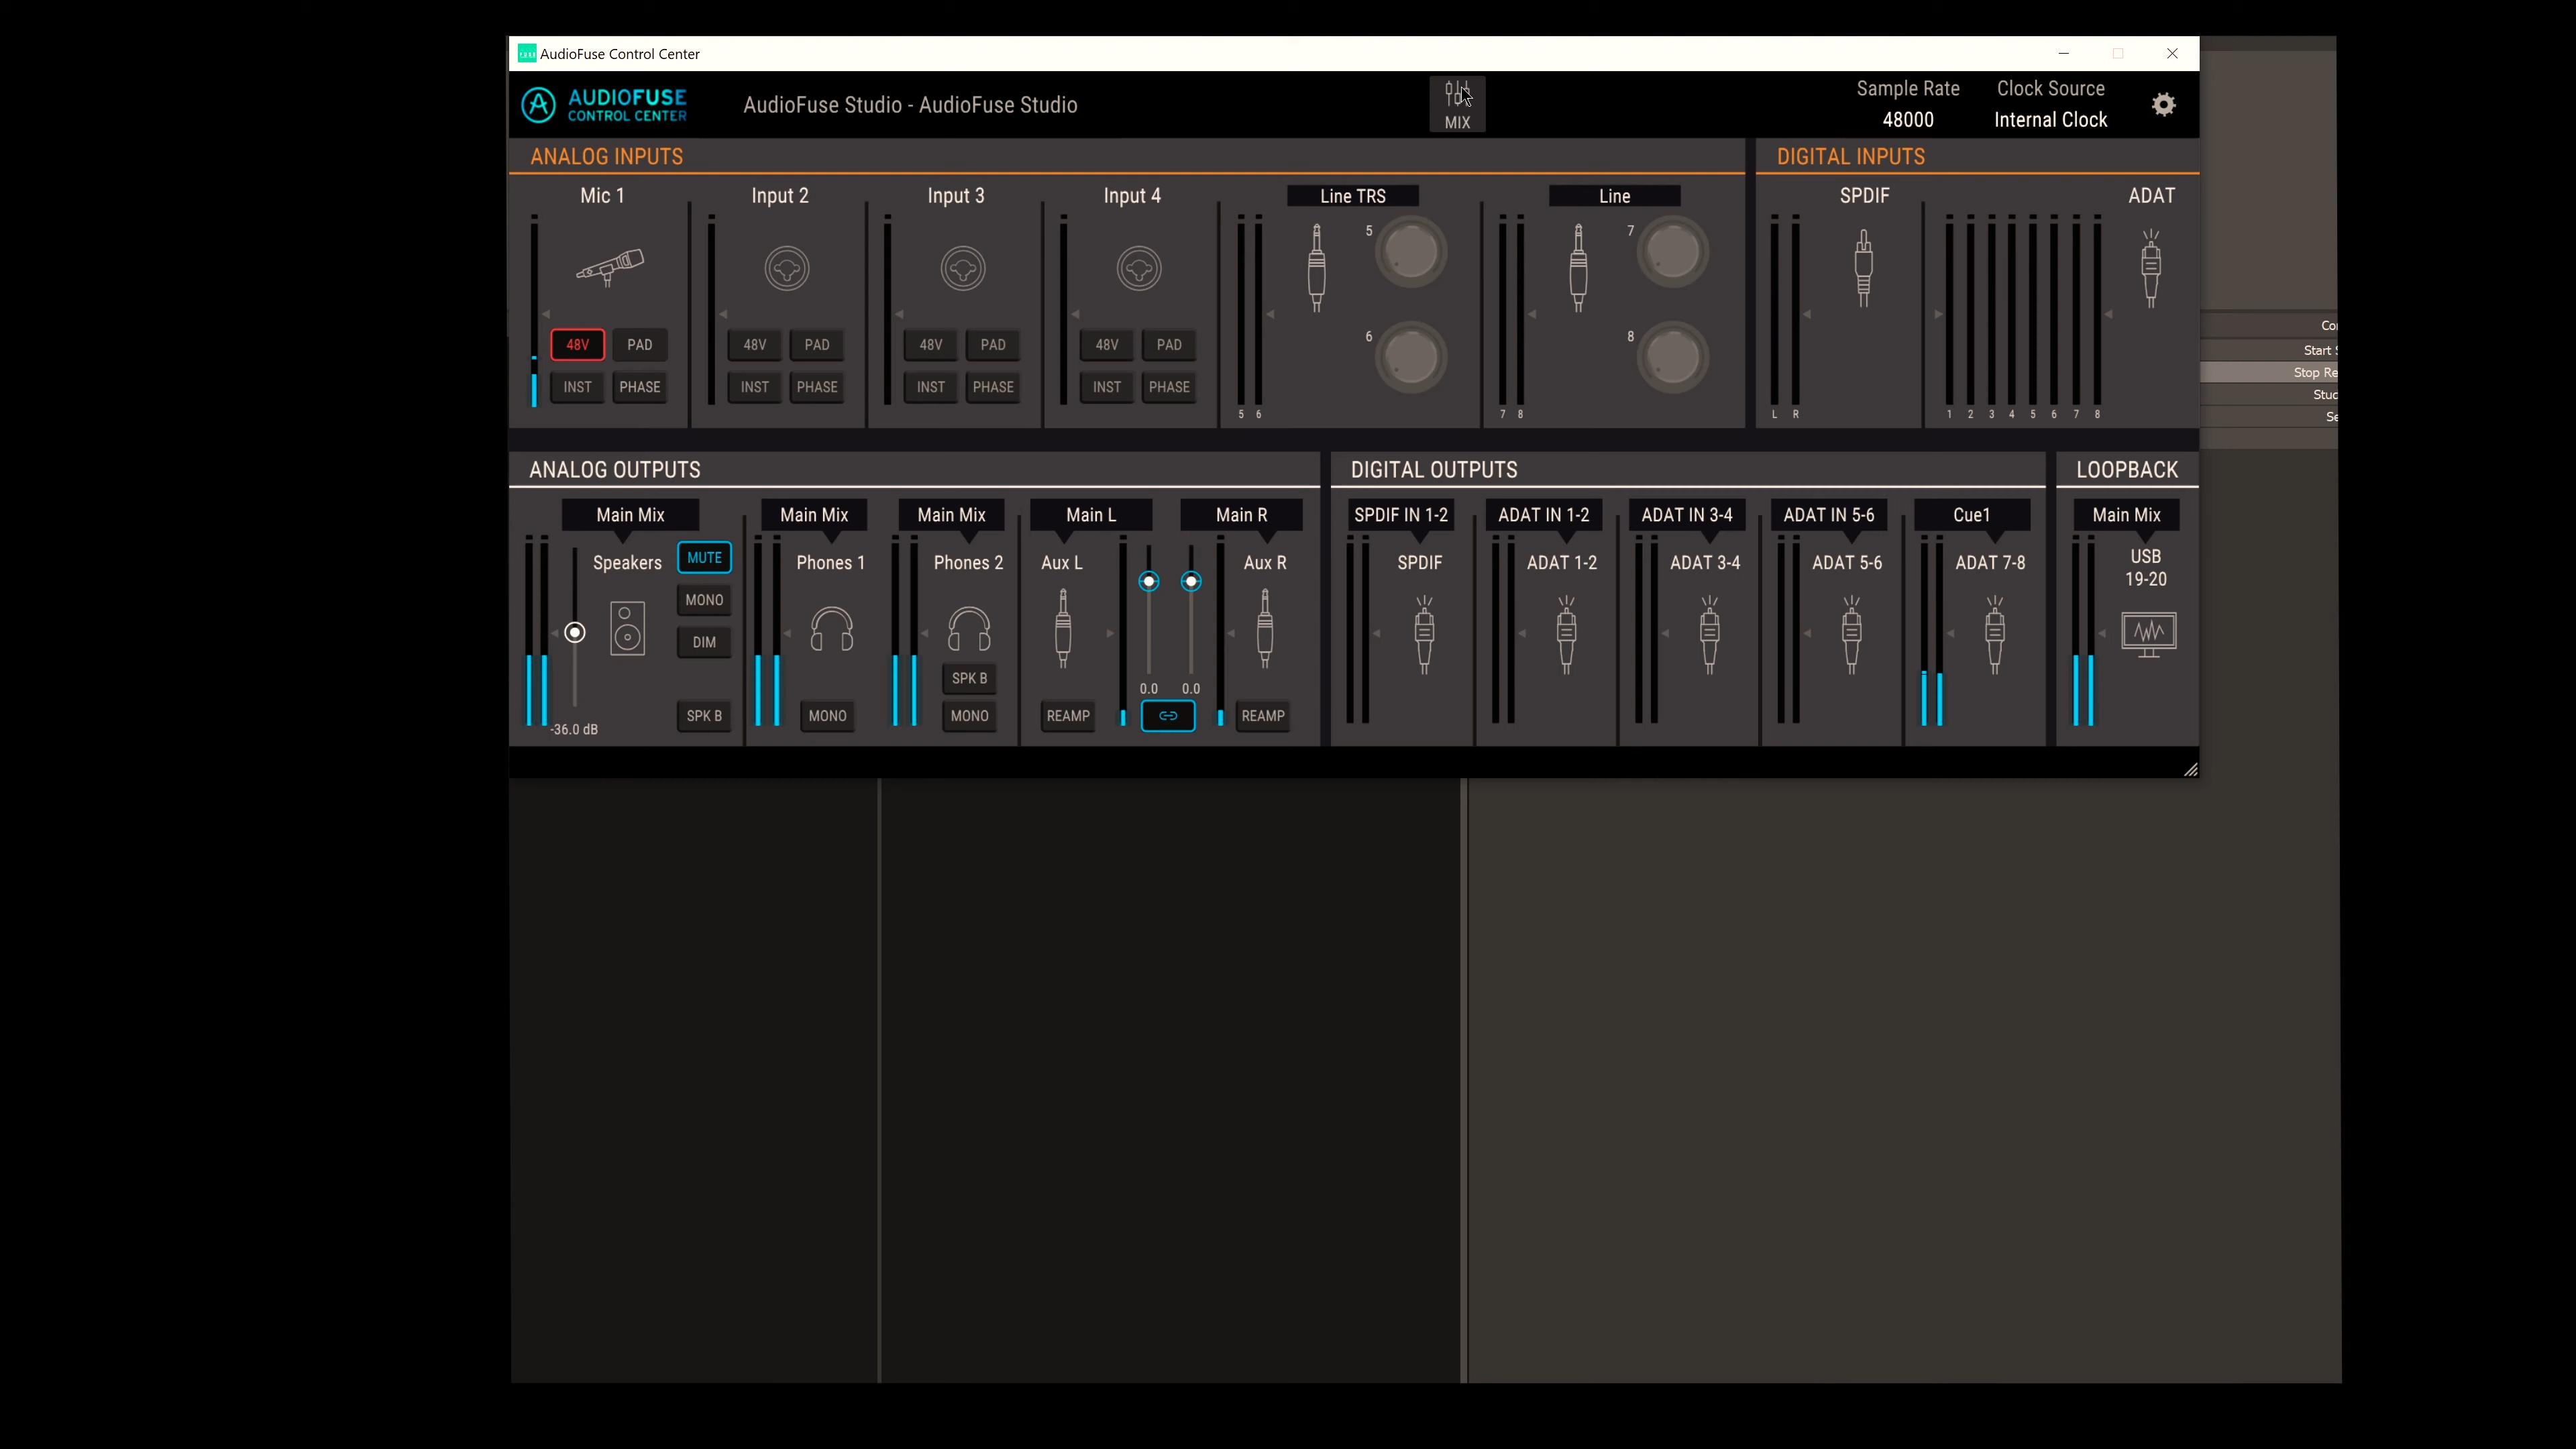 AudioFuse Control Center
AUDIOFUSE
CONTROL CENTER
AudioFuse Studio - AudioFuse Studio
MIX
Sample Rate
48000
Clock Source
Internal Clock
ANALOG INPUTS
DIGITAL INPUTS
Mic 1
Input 2
Input 3
Input 4
Line TRS
Line
SPDIF
ADAT
5
7
6
8
48V PAD
48V PAD
48V PAD
48V PAD
INST PHASE
INST PHASE
INST PHASE
INST PHASE
5 6
7 8
L R
1 2 3 4 5 6 7 8
Start S
Stop Re
ANALOG OUTPUTS
DIGITAL OUTPUTS
LOOPBACK
Main Mix
Main Mix
Main Mix
Main L
Main R
SPDIF IN 1-2
ADAT IN 1-2
ADAT IN 3-4
ADAT IN 5-6
Cue1
Main Mix
Speakers
MUTE
Phones 1
Phones 2
Aux L
Aux R
SPDIF
ADAT 1-2
ADAT 3-4
ADAT 5-6
ADAT 7-8
USB
19-20
MONO
DIM
SPK B
0.0 0.0
SPK B
MONO
MONO
REAMP
REAMP
-36.0 dB